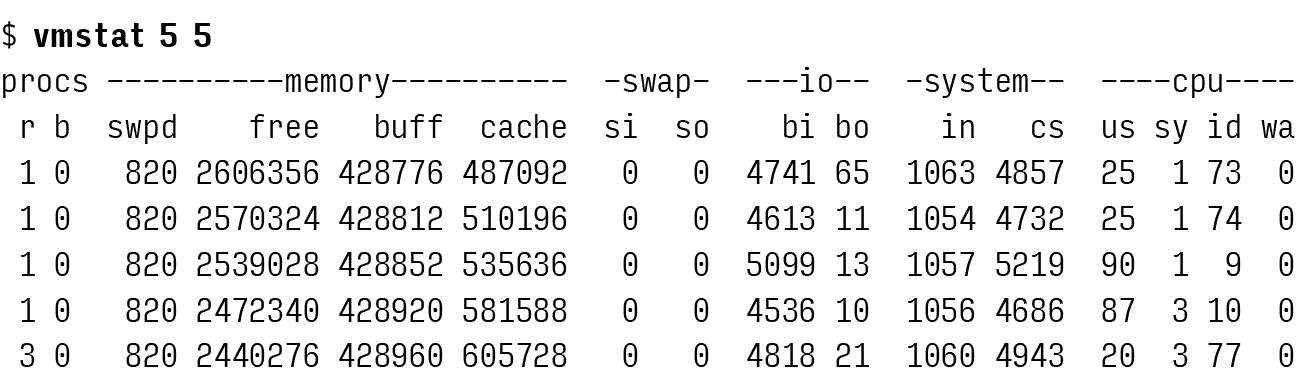 $ vmstat 5 5
procs ----------memory---------- -swap- ---io-- -system-- ----cpu----
r b swpd free buff cache si so bi bo in cs us sy id wa
1 0 820 2606356 428776 487092 0 0 4741 65 1063 4857 25 1 73 0
1 0 820 2570324 428812 510196 0 0 4613 11 1054 4732 25 1 74 0
1 0 820 2539028 428852 535636 0 0 5099 13 1057 5219 90 1 9 0
1 0 820 2472340 428920 581588 0 0 4536 10 1056 4686 87 3 10 0
3 0 820 2440276 428960 605728 0 0 4818 21 1060 4943 20 3 77 0